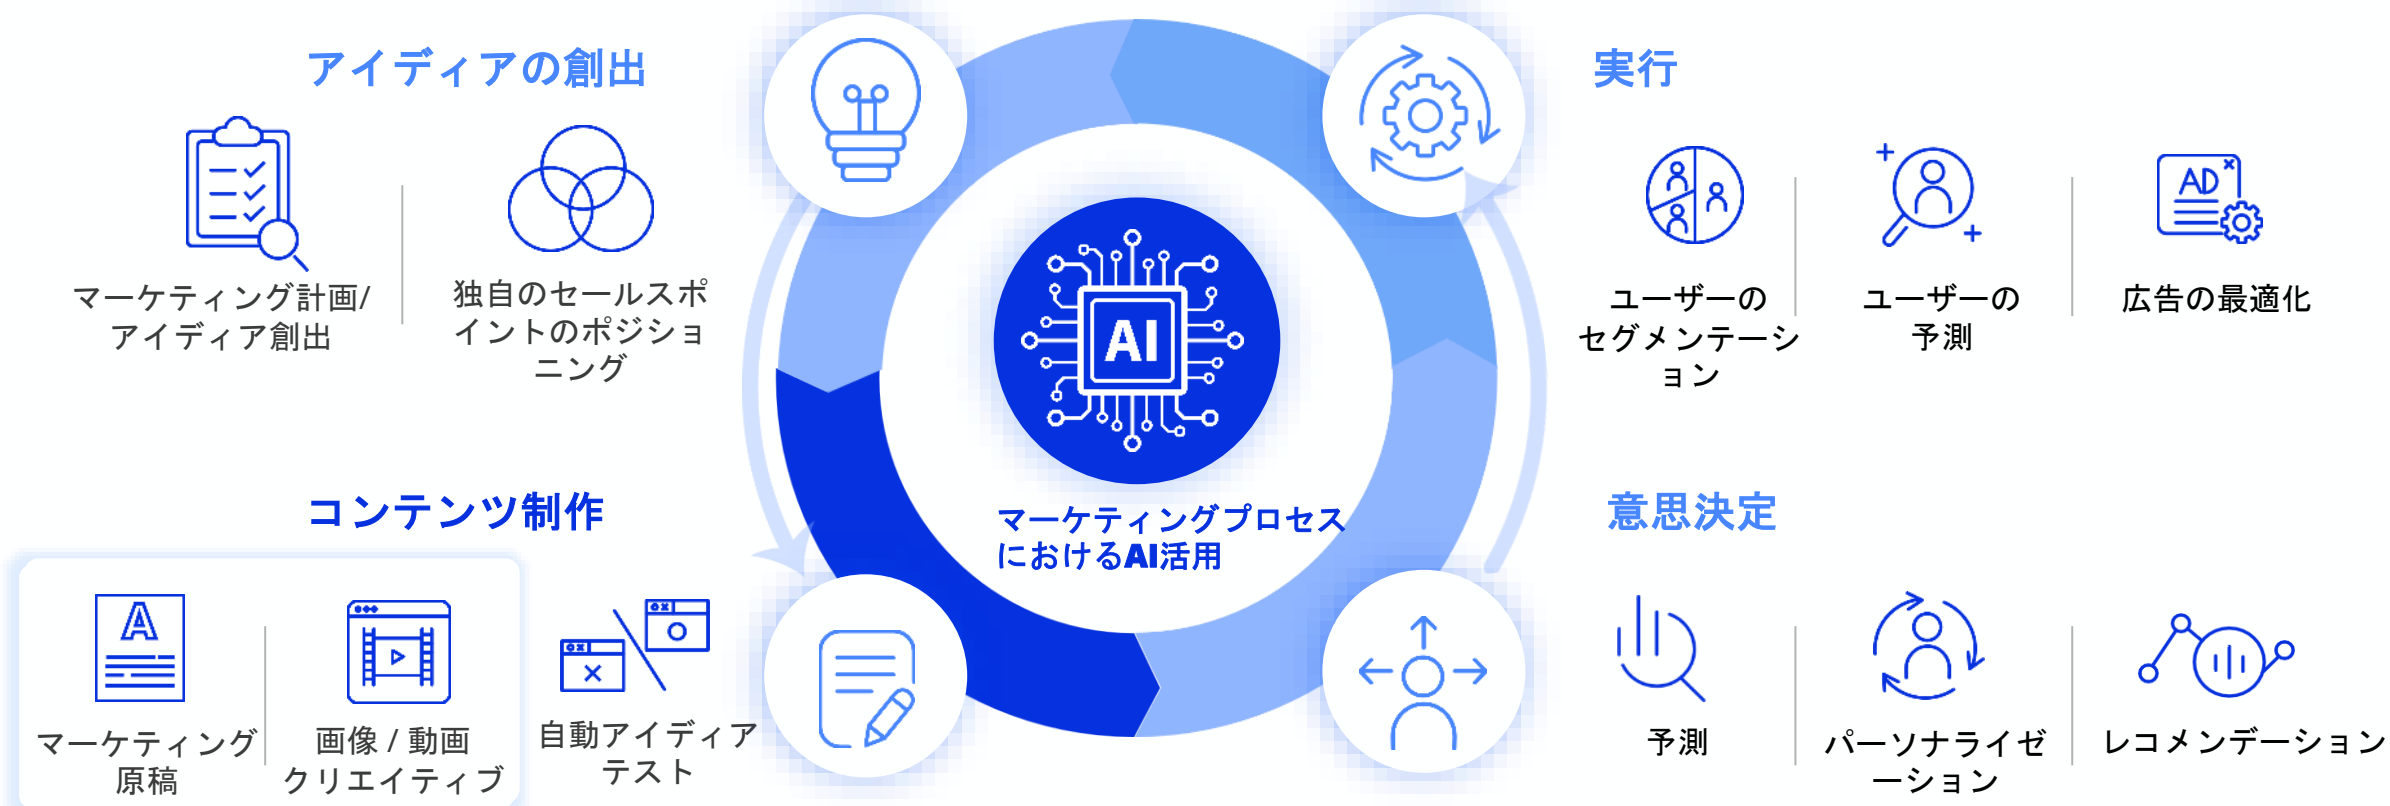 アイディアの創出
マーケティング計画/
アイディア創出
独自のセールスポ
イントのポジショ
ニング
コンテンツ制作
A
マーケティング
原稿
画像 / 動画
クリエイティブ
自動アイディア
テスト
AI
マーケティングプロセス
におけるAI活用
実行
ユーザーの
セグメンテーシ
ョン
ユーザーの
予測
AD
広告の最適化
意思決定
予測
パーソナライゼ
ーション
レコメンデーション